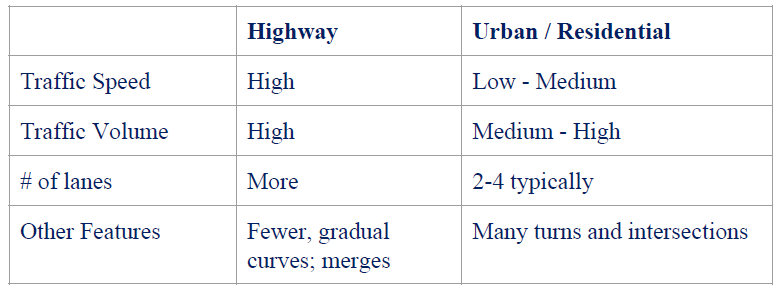 Highway Urban / Residential
Traffic Speed High Low - Medium
Traffic Volume High Medium - High
# of lanes More 2-4 typically
Other Features Fewer, gradual Many turns and intersections
curves; merges